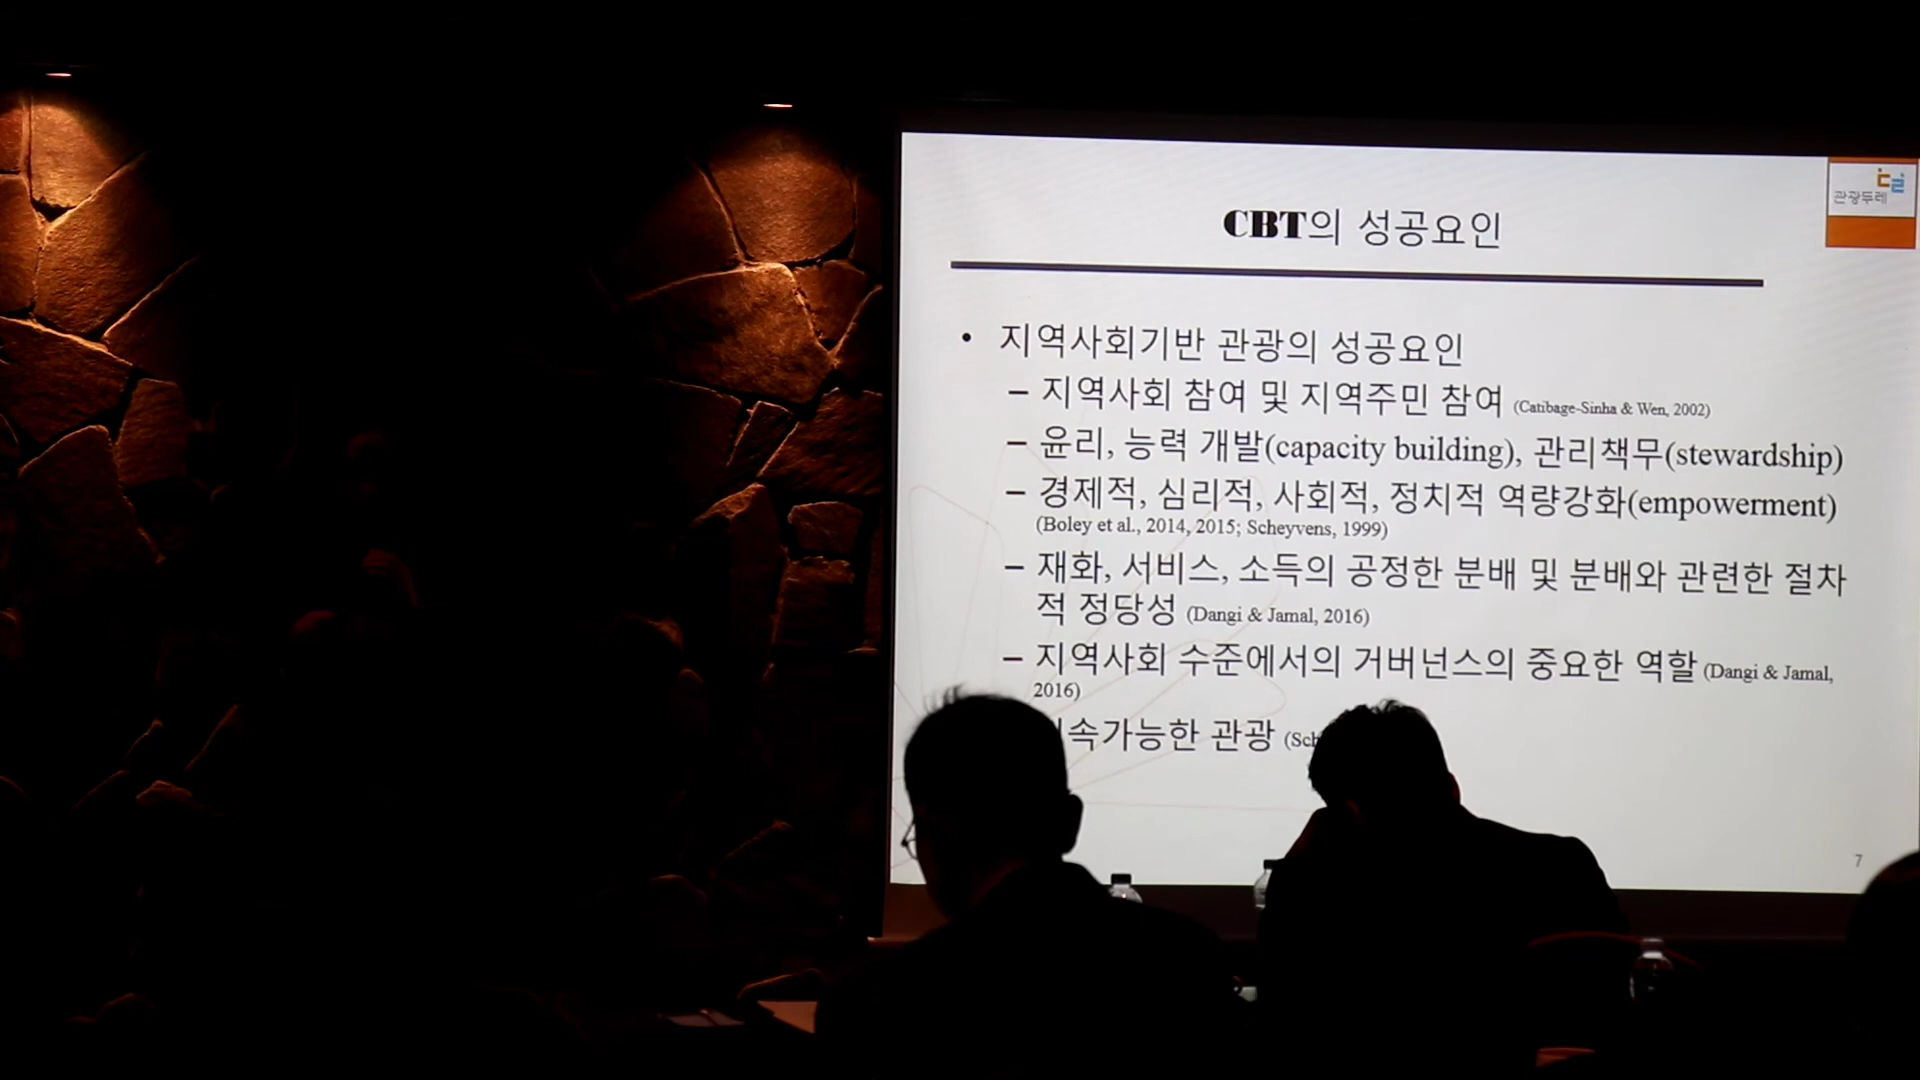 관광두레
CBT의 성공요인
• 지역사회기반 관광의 성공요인
– 지역사회 참여 및 지역주민 참여 (Catibage-Sinha & Wen, 2002)
– 윤리, 능력 개발(capacity building), 관리책무(stewardship)
– 경제적, 심리적, 사회적, 정치적 역량강화(empowerment)
(Boley et al., 2014, 2015; Scheyvens, 1999)
– 재화, 서비스, 소득의 공정한 분배 및 분배와 관련한 절차
적 정당성 (Dangi & Jamal, 2016)
– 지역사회 수준에서의 거버넌스의 중요한 역할 (Dangi & Jamal,
2016)
관광
7